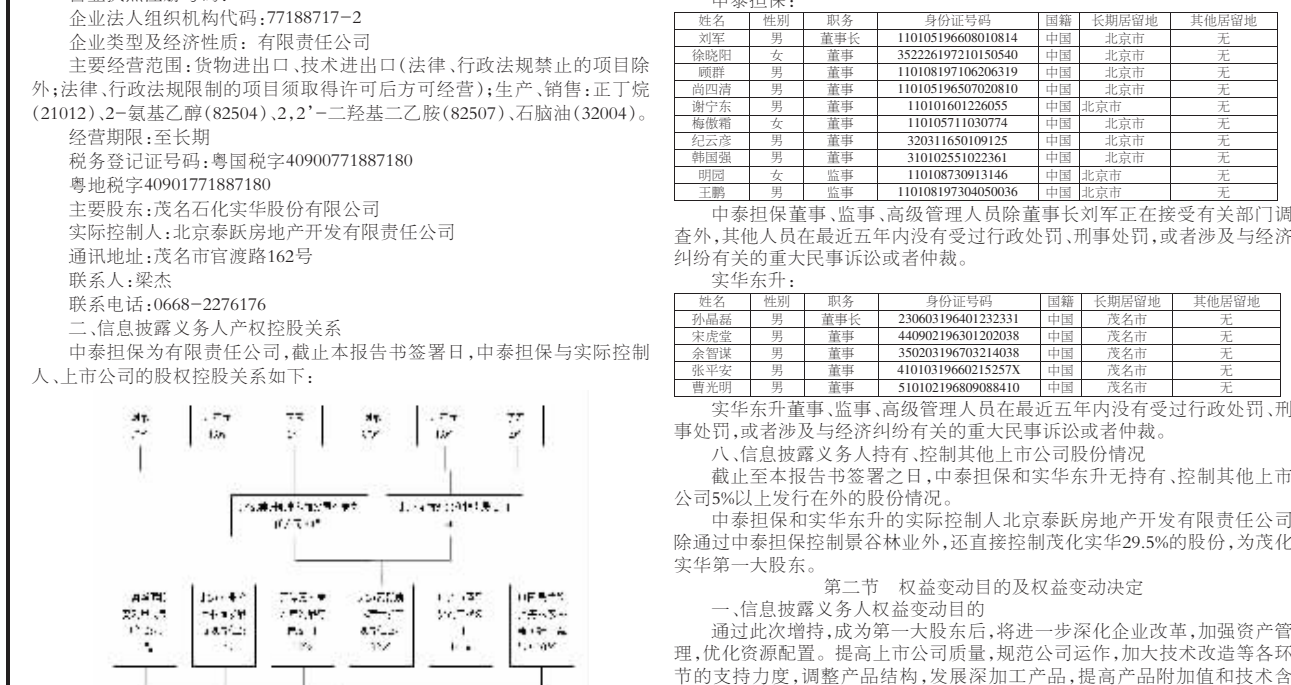 企业法人组织机构代码:77188717-2
企业类型及经济性质: 有限责任公司
主要经营范围:货物进出口、技术进出口(法律、行政法规禁止的项目除
外;法律、行政法规限制的项目须取得许可后方可经营);生产、销售:正丁烷
(21012)、2-氨基乙醇(82504)、2,2'-二羟基二乙胺(82507)、石脑油(32004)。
经营期限:至长期
税务登记证号码:粤国税字40900771887180
粤地税字40901771887180
主要股东:茂名石化实华股份有限公司
实际控制人:北京泰跃房地产开发有限责任公司
通讯地址:茂名市官渡路162号
联系人:梁杰
联系电话:0668-2276176
二、信息披露义务人产权控股关系
中泰担保为有限责任公司,截止本报告书签署日,中泰担保与实际控制
人、上市公司的股权控股关系如下:
中泰担保:
姓名 性别 职务 身份证号码 国籍 长期居留地 其他居留地
刘军 男 董事长 110105196608010814 中国 北京市 无
徐晓阳 女 董事 352226197210150540 中国 北京市 无
顾群 男 董事 110108197106206319 中国 北京市 无
尚四清 男 董事 110105196507020810 中国 北京市 无
谢宁东 男 董事 110101601226055 中国 北京市 无
梅傲霜 女 董事 110105711030774 中国 北京市 无
纪云彦 男 董事 320311650109125 中国 北京市 无
韩国强 男 董事 310102551022361 中国 北京市 无
明园 女 监事 110108730913146 中国 北京市 无
王鹏 男 监事 110108197304050036 中国 北京市 无
中泰担保董事、监事、高级管理人员除董事长刘军正在接受有关部门调
查外,其他人员在最近五年内没有受过行政处罚、刑事处罚,或者涉及与经济
纠纷有关的重大民事诉讼或者仲裁。
实华东升:
姓名 性别 职务 身份证号码 国籍 长期居留地 其他居留地
孙晶磊 男 董事长 230603196401232331 中国 茂名市 无
宋虎堂 男 董事 440902196301202038 中国 茂名市 无
余智谋 男 董事 350203196703214038 中国 茂名市 无
张平安 男 董事 41010319660215257X 中国 茂名市 无
曹光明 男 董事 510102196809088410 中国 茂名市 无
实华东升董事、监事、高级管理人员在最近五年内没有受过行政处罚、刑
事处罚,或者涉及与经济纠纷有关的重大民事诉讼或者仲裁。
八、信息披露义务人持有、控制其他上市公司股份情况
截止至本报告书签署之日,中泰担保和实华东升无持有、控制其他上市
公司5%以上发行在外的股份情况。
中泰担保和实华东升的实际控制人北京泰跃房地产开发有限责任公司
除通过中泰担保控制景谷林业外,还直接控制茂化实华29.5%的股份,为茂化
实华第一大股东。
第二节 权益变动目的及权益变动决定
一、信息披露义务人权益变动目的
通过此次增持,成为第一大股东后,将进一步深化企业改革,加强资产管
理,优化资源配置。提高上市公司质量,规范公司运作,加大技术改造等各环
节的支持力度,调整产品结构,发展深加工产品,提高产品附加值和技术含